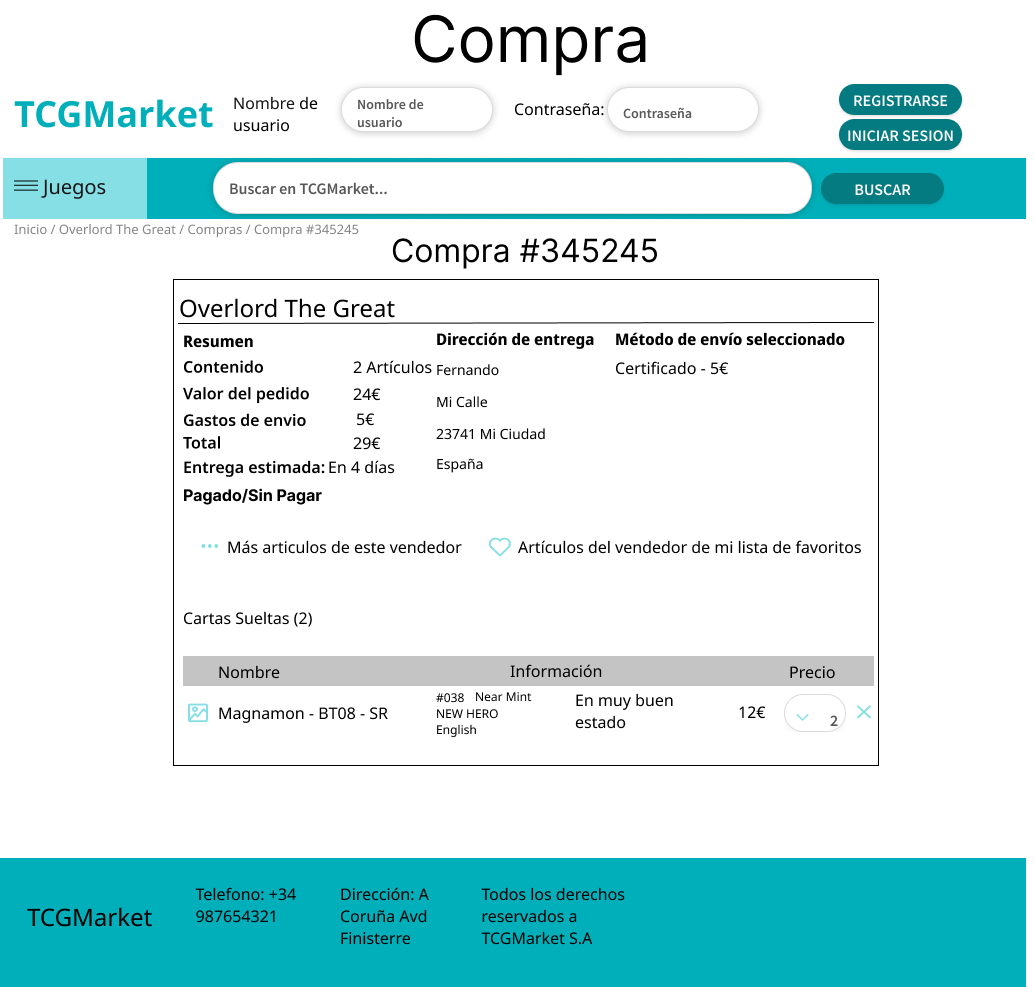 Compra
TCGMarket
Nombre de
usuario
Nombre de
usuario
Contraseña:
Contraseña
REGISTRARSE
INICIAR SESION
Juegos
Buscar en TCGMarket...
BUSCAR
Inicio / Overlord The Great / Compras / Compra #345245
Compra #345245
Overlord The Great
Resumen
Contenido 2 Artículos
Valor del pedido 24€
Gastos de envio 5€
Total 29€
Entrega estimada: En 4 días
Pagado/Sin Pagar
Dirección de entrega
Fernando
Mi Calle
23741 Mi Ciudad
España
Método de envío seleccionado
Certificado - 5€
Más articulos de este vendedor
Artículos del vendedor de mi lista de favoritos
Cartas Sueltas (2)
Nombre Información Precio
Magnamon - BT08 - SR
#038 Near Mint
NEW HERO
English
En muy buen
estado
12€
2
TCGMarket
Telefono: +34
987654321
Dirección: A
Coruña Avd
Finisterre
Todos los derechos
reservados a
TCGMarket S.A